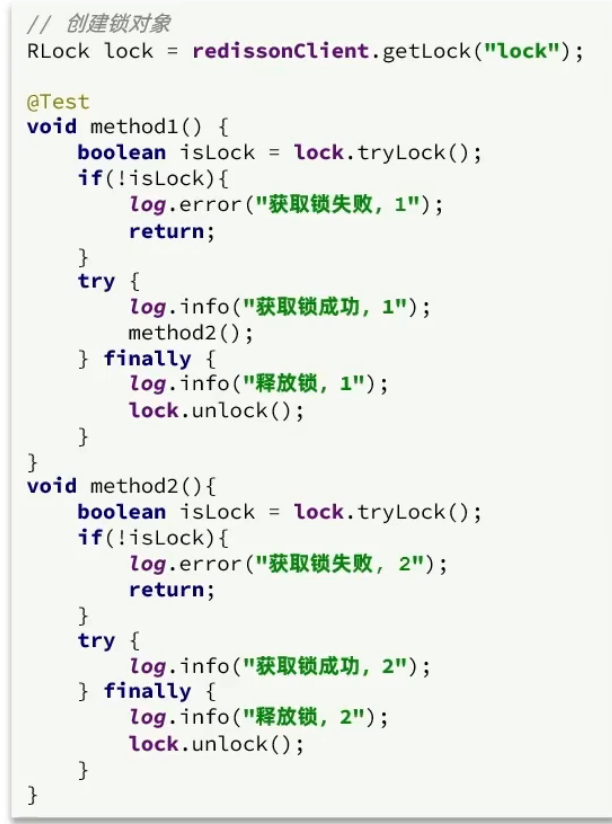 // 创建锁对象
RLock lock = redissonClient.getLock("lock");

@Test
void method1() {
    boolean isLock = lock.tryLock();
    if(!isLock){
        log.error("获取锁失败, 1");
        return;
    }
    try {
        log.info("获取锁成功, 1");
        method2();
    } finally {
        log.info("释放锁, 1");
        lock.unlock();
    }
}
void method2(){
    boolean isLock = lock.tryLock();
    if(!isLock){
        log.error("获取锁失败, 2");
        return;
    }
    try {
        log.info("获取锁成功, 2");
    } finally {
        log.info("释放锁, 2");
        lock.unlock();
    }
}